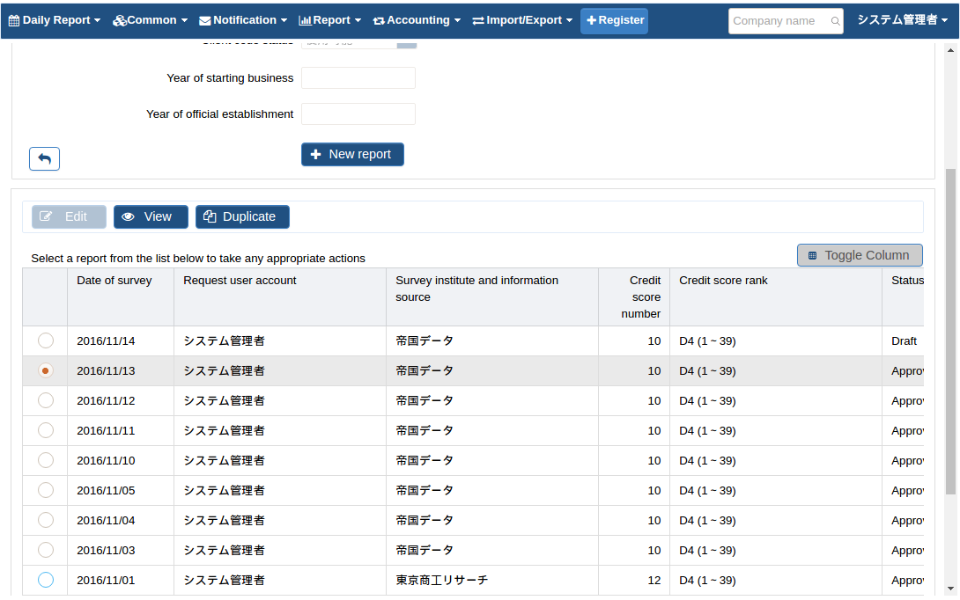 Daily Report Common Notification Report Accounting Import/Export Register Company name システム管理者
Client code status
Year of starting business
Year of official establishment
New report
Edit View Duplicate
Select a report from the list below to take any appropriate actions
Toggle Column
Date of survey Request user account Survey institute and information source Credit score number Credit score rank Status
2016/11/14 システム管理者 帝国データ 10 D4 (1 ~ 39) Draft
2016/11/13 システム管理者 帝国データ 10 D4 (1 ~ 39) Approv
2016/11/12 システム管理者 帝国データ 10 D4 (1 ~ 39) Approv
2016/11/11 システム管理者 帝国データ 10 D4 (1 ~ 39) Approv
2016/11/10 システム管理者 帝国データ 10 D4 (1 ~ 39) Approv
2016/11/05 システム管理者 帝国データ 10 D4 (1 ~ 39) Approv
2016/11/04 システム管理者 帝国データ 10 D4 (1 ~ 39) Approv
2016/11/03 システム管理者 帝国データ 10 D4 (1 ~ 39) Approv
2016/11/01 システム管理者 東京商工リサーチ 12 D4 (1 ~ 39) Approv